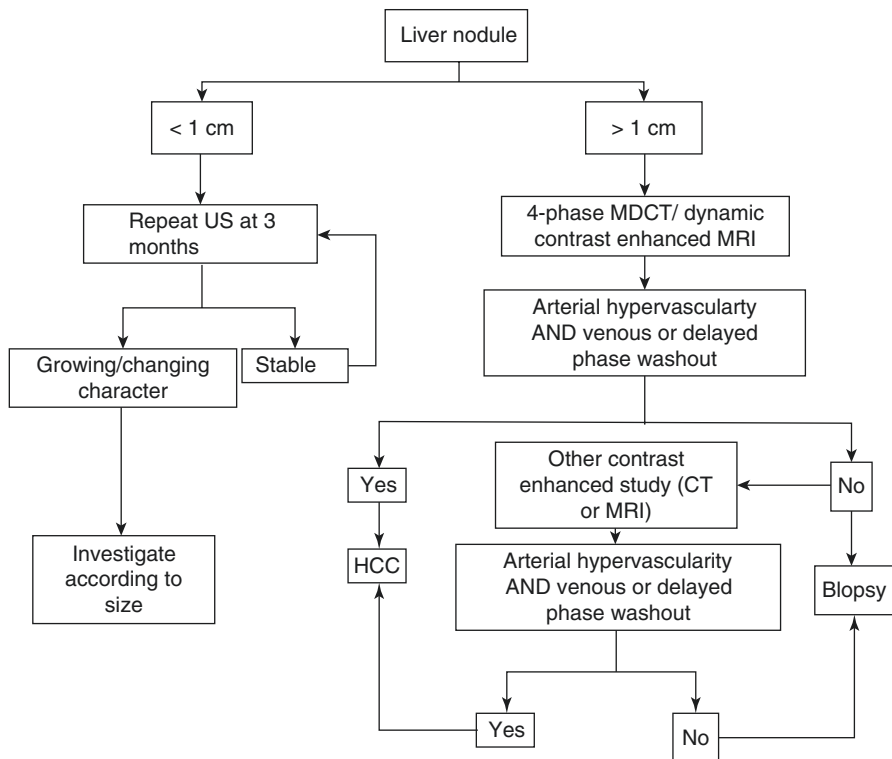 Liver nodule
< 1 cm
> 1 cm
Repeat US at 3
months
4-phase MDCT/ dynamic
contrast enhanced MRI
Arterial hypervascularty
AND venous or delayed
phase washout
Growing/changing
character
Stable
Yes
Other contrast
enhanced study (CT
or MRI)
No
Investigate
according to
size
HCC
Arterial hypervascularity
AND venous or delayed
phase washout
Blopsy
Yes
No